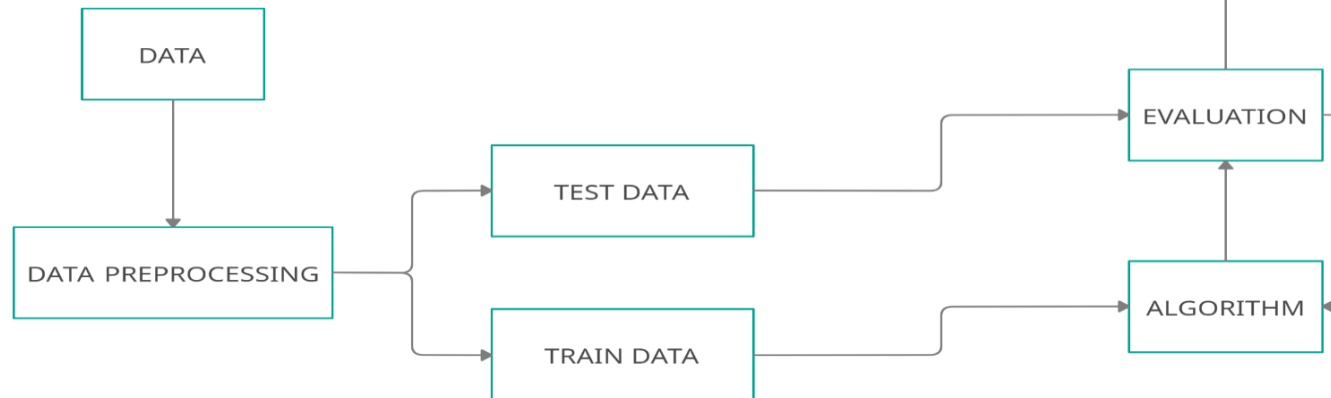 DATA
EVALUATION
TEST DATA
DATA PREPROCESSING
ALGORITHM
TRAIN DATA